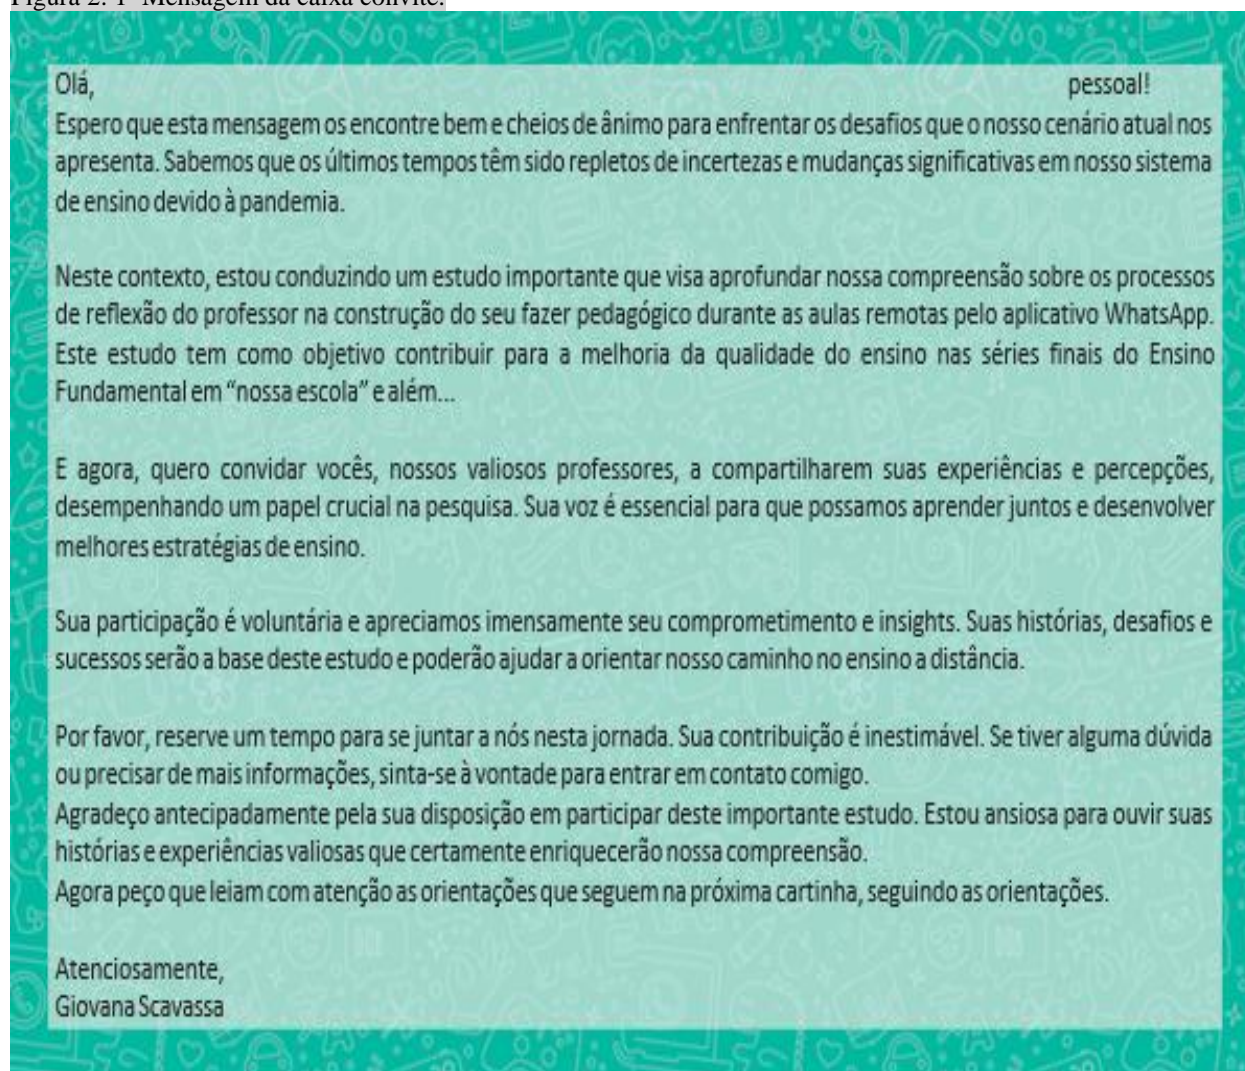 Figura 2: 1ª Mensagem da caixa convite.
Olá, pessoal!
Espero que esta mensagem os encontre bem e cheios de ânimo para enfrentar os desafios que o nosso cenário atual nos
apresenta. Sabemos que os últimos tempos têm sido repletos de incertezas e mudanças significativas em nosso sistema
de ensino devido à pandemia.
Neste contexto, estou conduzindo um estudo importante que visa aprofundar nossa compreensão sobre os processos
de reflexão do professor na construção do seu fazer pedagógico durante as aulas remotas pelo aplicativo WhatsApp.
Este estudo tem como objetivo contribuir para a melhoria da qualidade do ensino nas séries finais do Ensino
Fundamental em “nossa escola” e além...
E agora, quero convidar vocês, nossos valiosos professores, a compartilharem suas experiências e percepções,
desempenhando um papel crucial na pesquisa. Sua voz é essencial para que possamos aprender juntos e desenvolver
melhores estratégias de ensino.
Sua participação é voluntária e apreciamos imensamente seu comprometimento e insights. Suas histórias, desafios e
sucessos serão a base deste estudo e poderão ajudar a orientar nosso caminho no ensino a distância.
Por favor, reserve um tempo para se juntar a nós nesta jornada. Sua contribuição é inestimável. Se tiver alguma dúvida
ou precisar de mais informações, sinta-se à vontade para entrar em contato comigo.
Agradeço antecipadamente pela sua disposição em participar deste importante estudo. Estou ansiosa para ouvir suas
histórias e experiências valiosas que certamente enriquecerão nossa compreensão.
Agora peço que leiam com atenção as orientações que seguem na próxima cartinha, seguindo as orientações.
Atenciosamente,
Giovana Scavassa